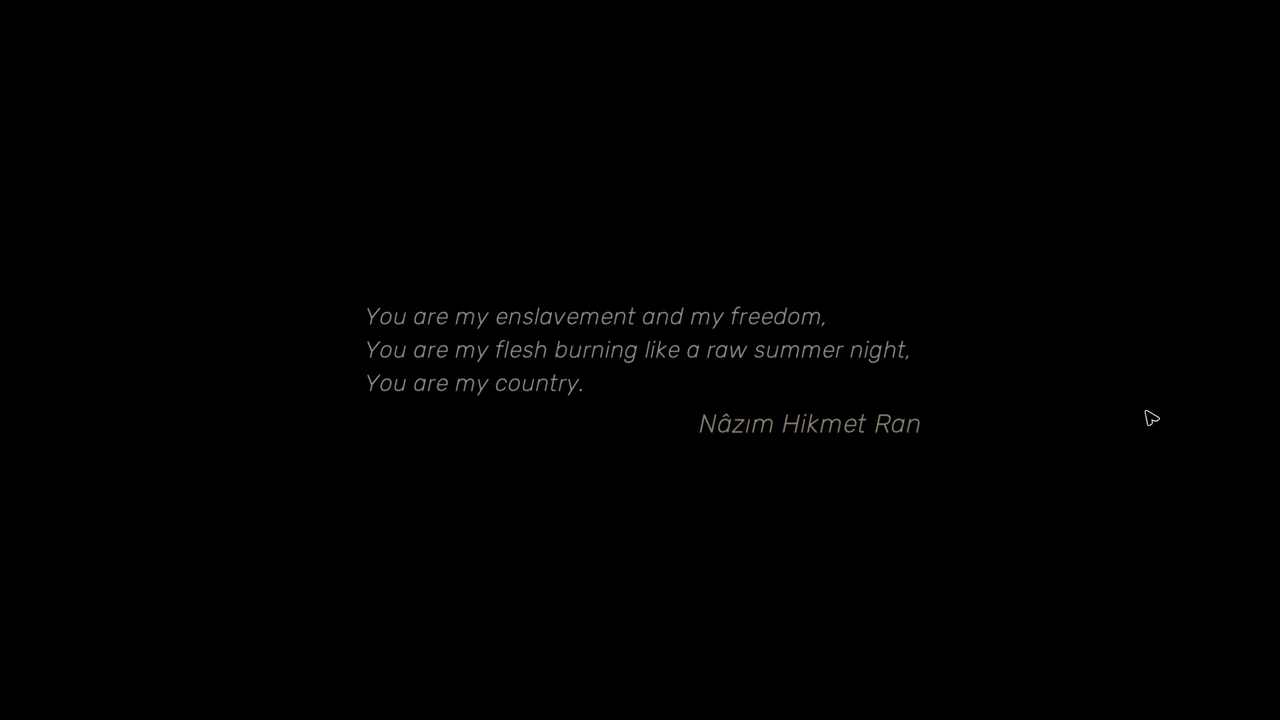 You are my enslavement and my freedom,
You are my flesh burning like a raw summer night,
You are my country.
Nâzım Hikmet Ran